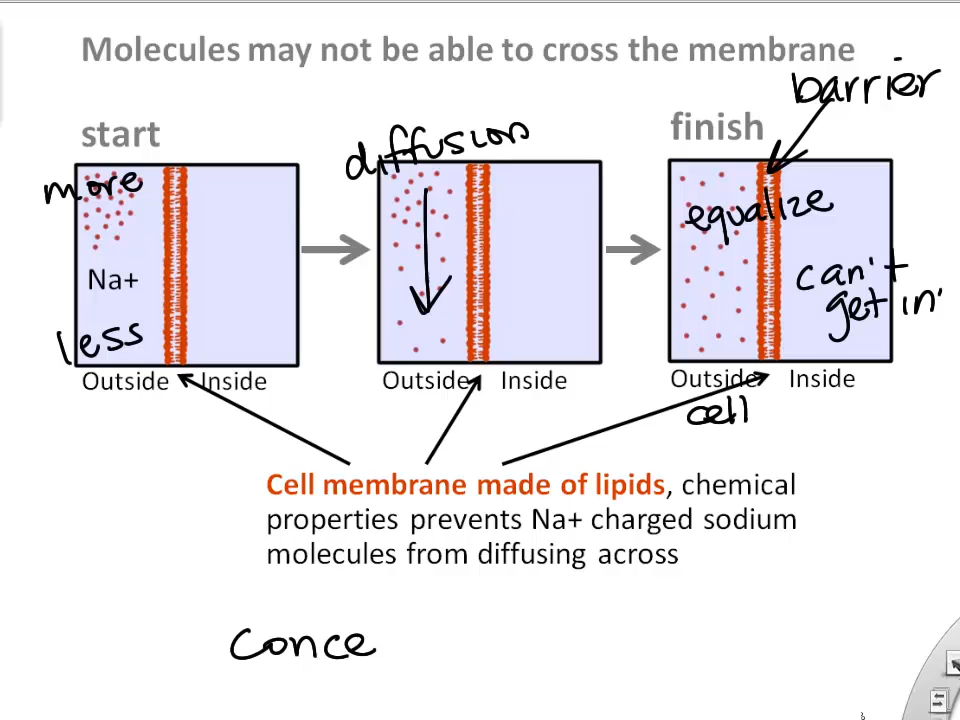 Molecules may not be able to cross the membrane
barrier
start
diffusion
finish
more
equalize
Na+
can't
get in
less
Outside Inside
Outside Inside
Outside Inside
cell
Cell membrane made of lipids, chemical
properties prevents Na+ charged sodium
molecules from diffusing across
Conce